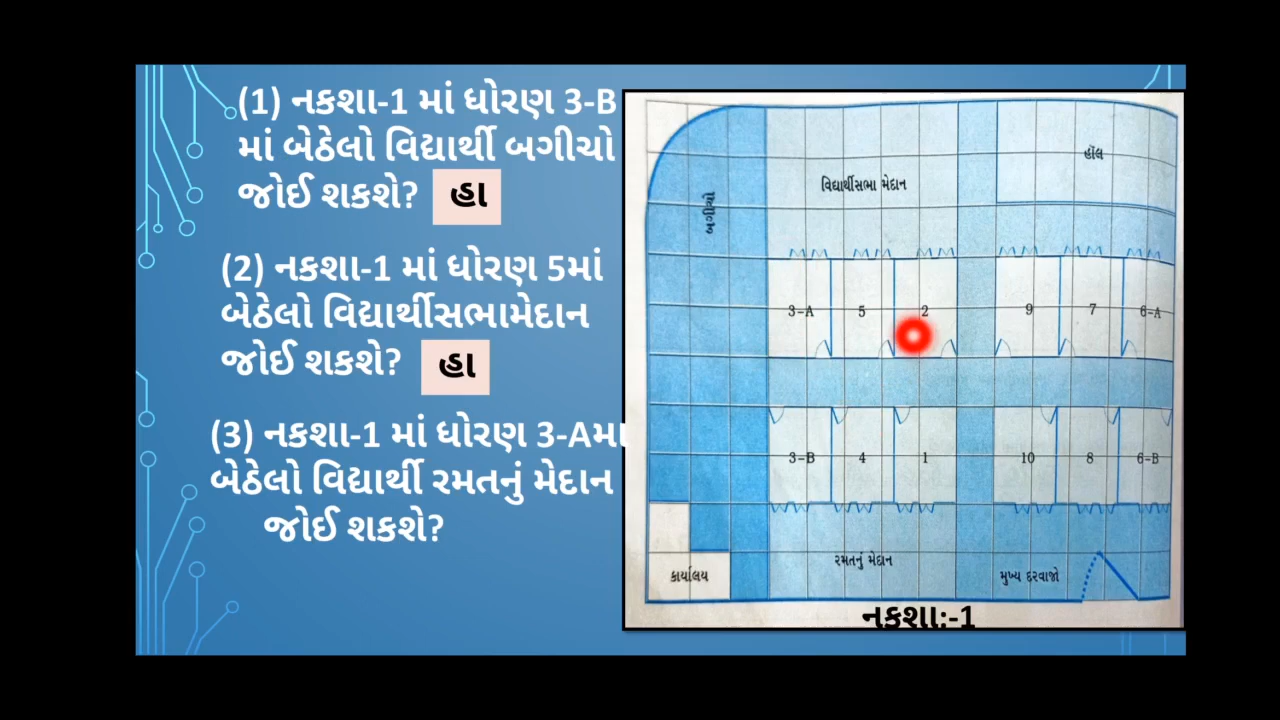 (1) નકશા-1 માં ધોરણ 3-B
માં બેઠેલો વિદ્યાર્થી બગીચો
જોઈ શકશે? હા
(2) નકશા-1 માં ધોરણ 5માં
બેઠેલો વિદ્યાર્થીસભામેદાન
જોઈ શકશે? હા
(3) નકશા-1 માં ધોરણ 3-Aમા
બેઠેલો વિદ્યાર્થી રમતનું મેદાન
જોઈ શકશે?
હૉલ
વિદ્યાર્થીસભા મેદાન
બગીચો
3-A 5 2 9 7 6-A
3-B 4 1 10 8 6-B
રમતનું મેદાન
કાર્યાલય
મુખ્ય દરવાજો
નકશા:-1